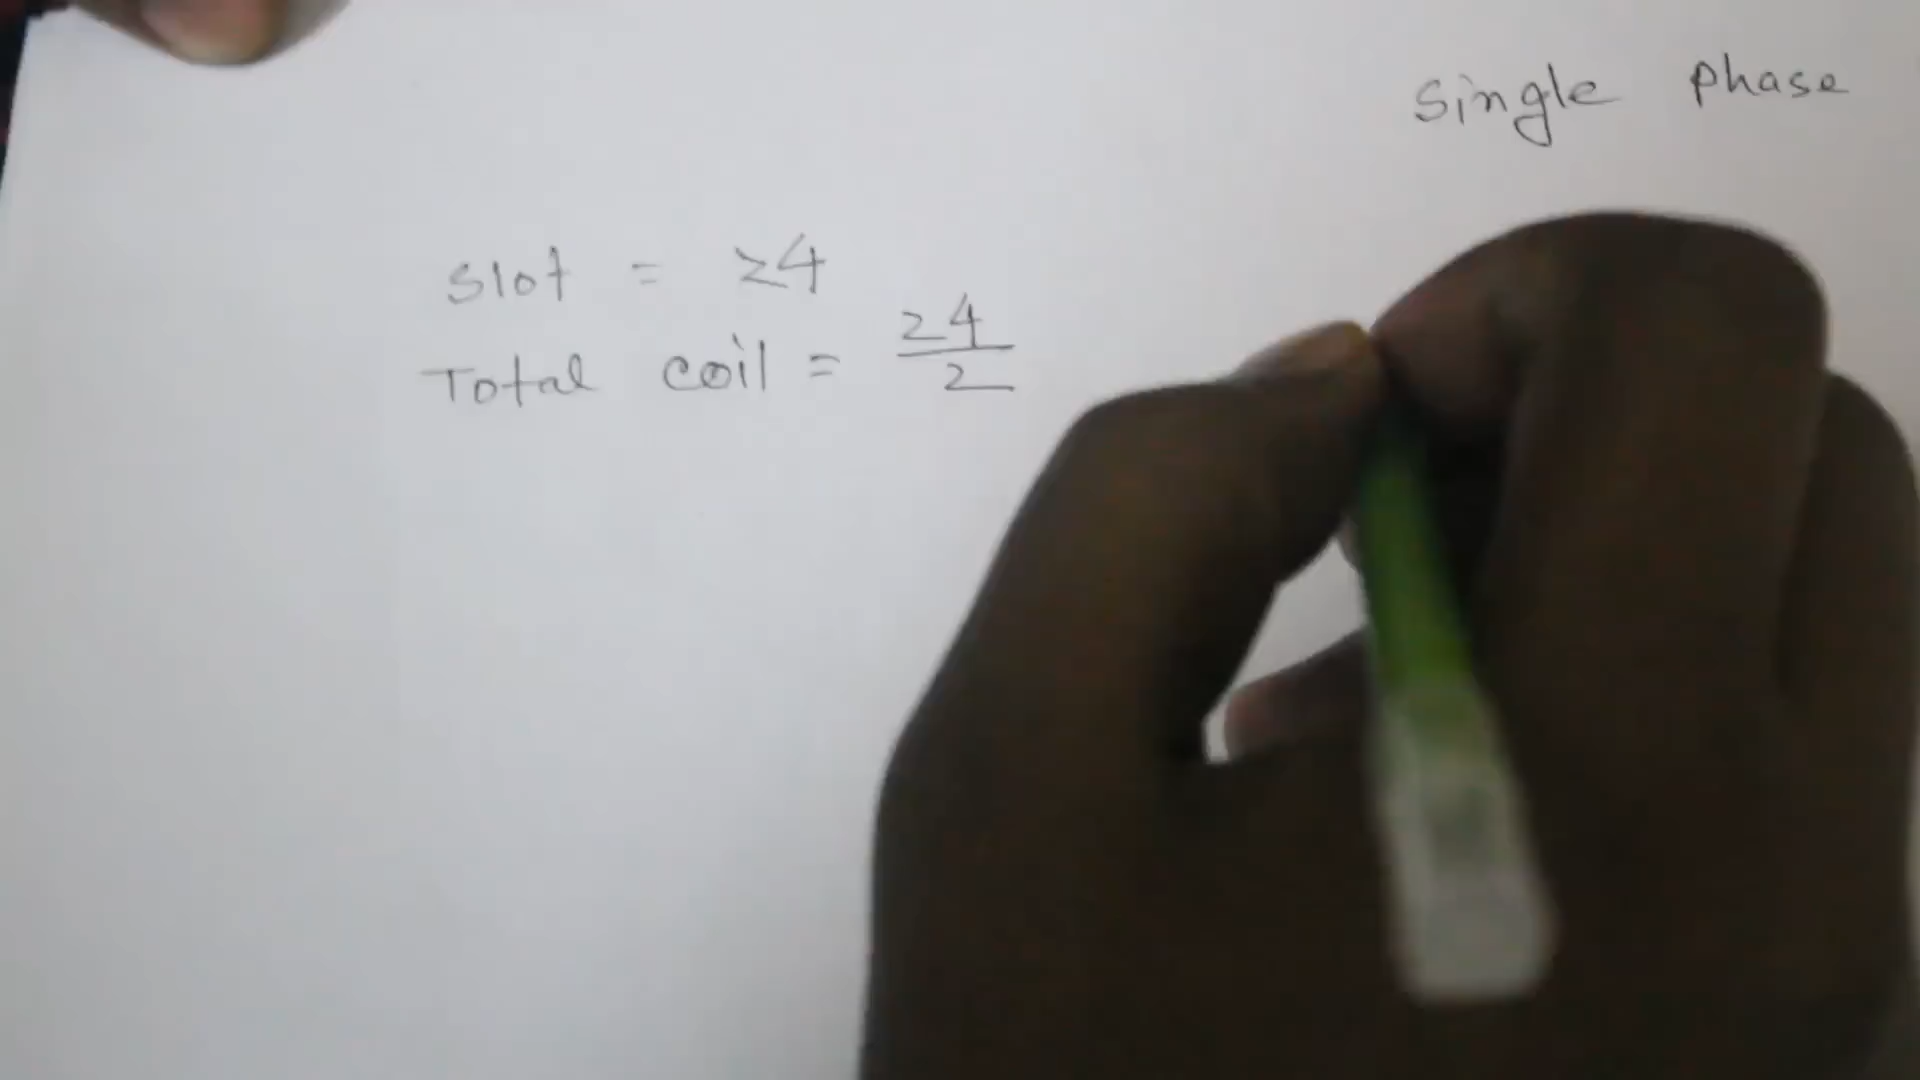 Single phase
Slot = 24
Total coil = 24/2